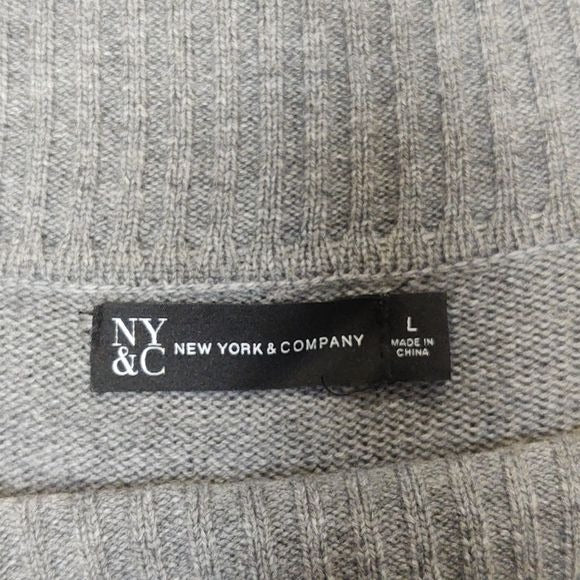 NY
&C
NEW YORK & COMPANY
L
MADE IN
CHINA